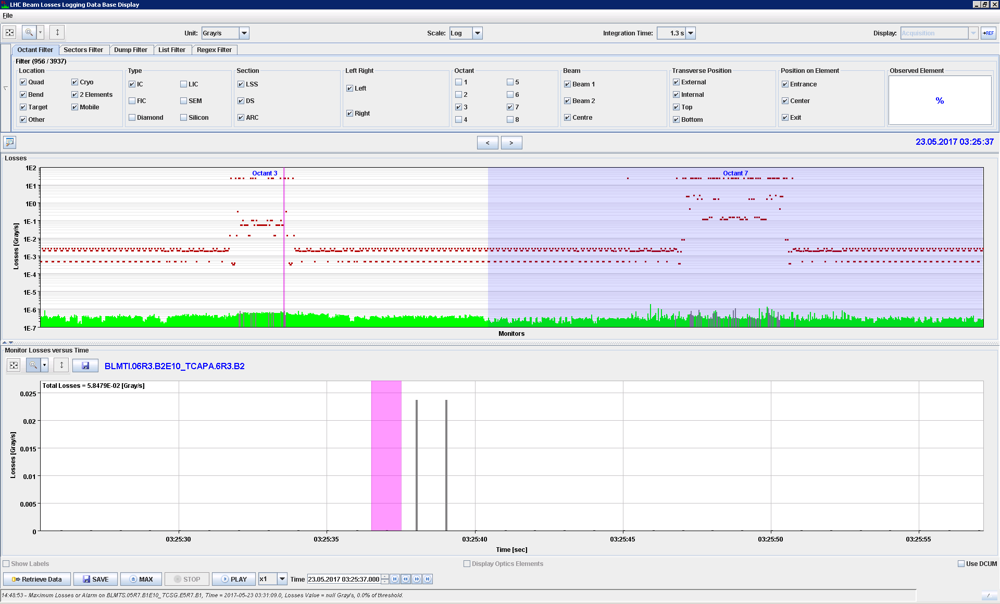 LHC Beam Losses Logging Data Base Display
File
Unit: Gray/s Scale: Log Integration Time: 1.3 s Display: Acquisition →REF
Octant Filter Sectors Filter Dump Filter List Filter Regex Filter
Filter (956 / 3937)
Location Type Section Left Right Octant Beam Transverse Position Position on Element Observed Element
Quad Cryo IC LIC LSS Left 1 5 Beam 1 External Entrance
Bend 2 Elements FIC SEM DS 2 6 Beam 2 Internal Center %
Target Mobile Diamond Silicon ARC Right 3 7 Centre Top Exit
Other 4 8 Bottom
< > 23.05.2017 03:25:37
Losses
Octant 3 Octant 7
1E2
1E1
1E0
1E-1
1E-2
1E-3
1E-4
1E-5
1E-6
1E-7
Losses [Gray/s]
Monitors
Monitor Losses versus Time
BLMTI.06R3.B2E10_TCAPA.6R3.B2
Total Losses = 5.8479E-02 [Gray/s]
0.025
0.02
0.015
0.01
0.005
0
Losses [Gray/s]
03:25:30 03:25:35 03:25:40 03:25:45 03:25:50 03:25:55
Time [sec]
Show Labels Display Optics Elements Use DCUM
Retrieve Data SAVE MAX STOP PLAY x1 Time 23.05.2017 03:25:37.000
14:48:53 - Maximum Losses or Alarm on BLMTS.05R7.B1E10_TCSG.E5R7.B1, Time = 2017-05-23 03:31:09.0, Losses Value = null Gray/s, 0.0% of threshold.